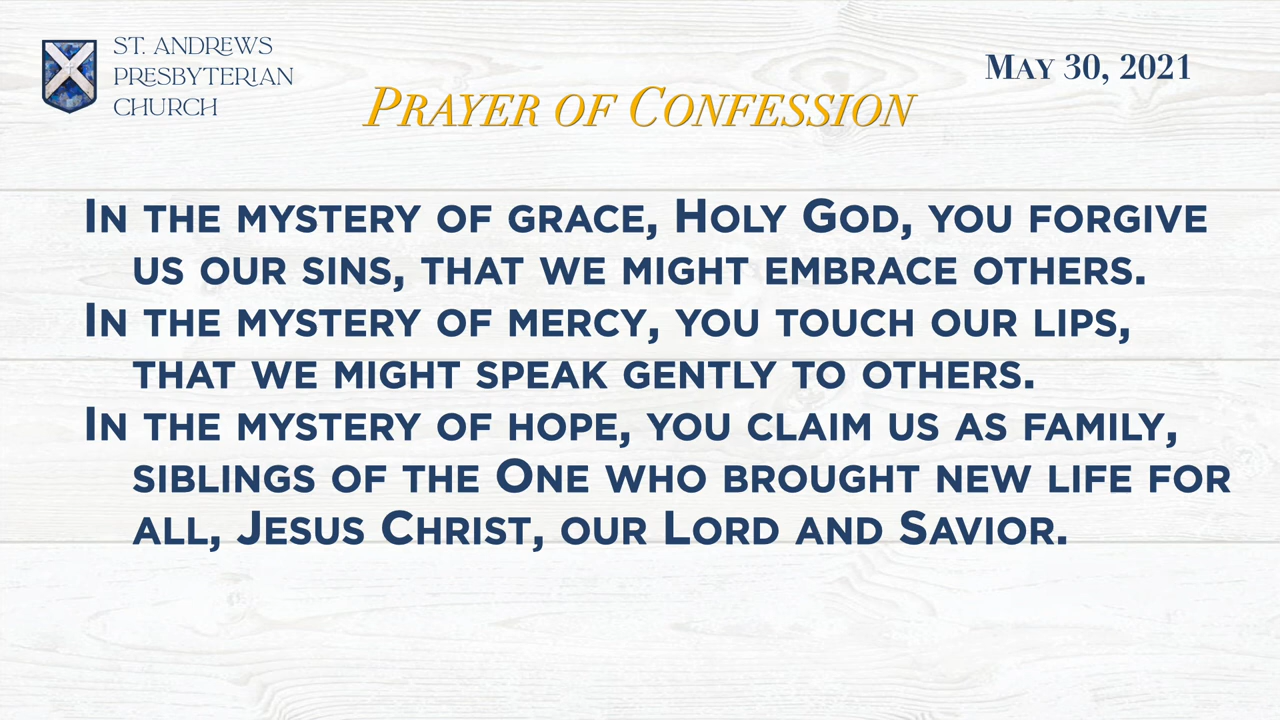 ST. ANDREWS
PRESBYTERIAN
CHURCH
MAY 30, 2021
PRAYER OF CONFESSION
IN THE MYSTERY OF GRACE, HOLY GOD, YOU FORGIVE
US OUR SINS, THAT WE MIGHT EMBRACE OTHERS.
IN THE MYSTERY OF MERCY, YOU TOUCH OUR LIPS,
THAT WE MIGHT SPEAK GENTLY TO OTHERS.
IN THE MYSTERY OF HOPE, YOU CLAIM US AS FAMILY,
SIBLINGS OF THE ONE WHO BROUGHT NEW LIFE FOR
ALL, JESUS CHRIST, OUR LORD AND SAVIOR.